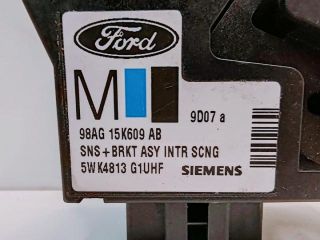 Ford
M
9D07 a
98AG 15K609 AB
SNS+BRKT ASY INTR SCNG
5WK4813 G1UHF SIEMENS